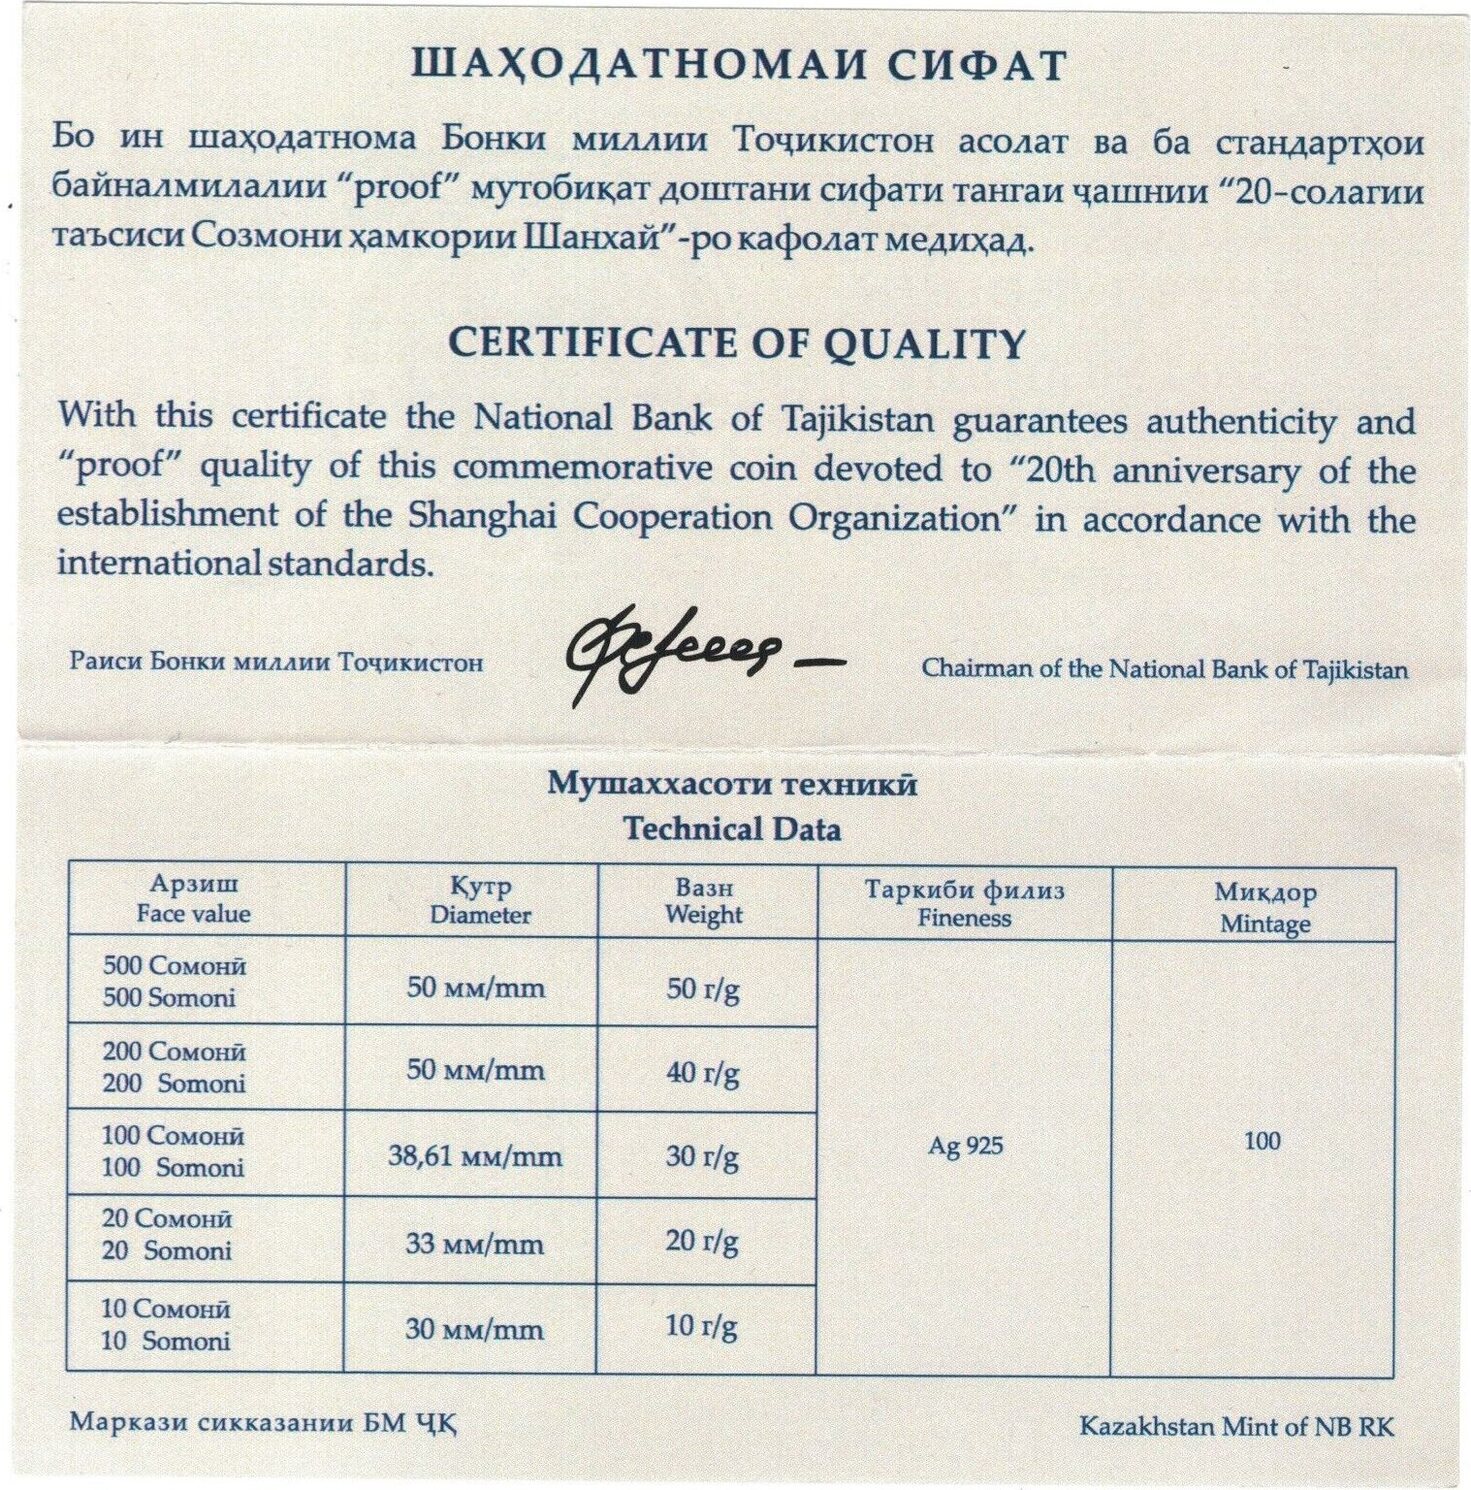 ШАҲОДАТНОМАИ СИФАТ
Бо ин шаҳодатнома Бонки миллии Тоҷикистон асолат ва ба стандартҳои
байналмилалии “proof” мутобиқат доштани сифати тангаи ҷашнии “20-солагии
таъсиси Созмони ҳамкории Шанхай”-ро кафолат медиҳад.
CERTIFICATE OF QUALITY
With this certificate the National Bank of Tajikistan guarantees authenticity and
“proof” quality of this commemorative coin devoted to “20th anniversary of the
establishment of the Shanghai Cooperation Organization” in accordance with the
international standards.
Раиси Бонки миллии Тоҷикистон
Chairman of the National Bank of Tajikistan
Мушаххасоти техникӣ
Technical Data
Арзиш
Face value
Қутр
Diameter
Вазн
Weight
Таркиби филиз
Fineness
Миқдор
Mintage
500 Сомонӣ
500 Somoni
50 мм/mm
50 г/g
200 Сомонӣ
200 Somoni
50 мм/mm
40 г/g
100 Сомонӣ
100 Somoni
38,61 мм/mm
30 г/g
Ag 925
100
20 Сомонӣ
20 Somoni
33 мм/mm
20 г/g
10 Сомонӣ
10 Somoni
30 мм/mm
10 г/g
Маркази сикказании БМ ҶҚ
Kazakhstan Mint of NB RK